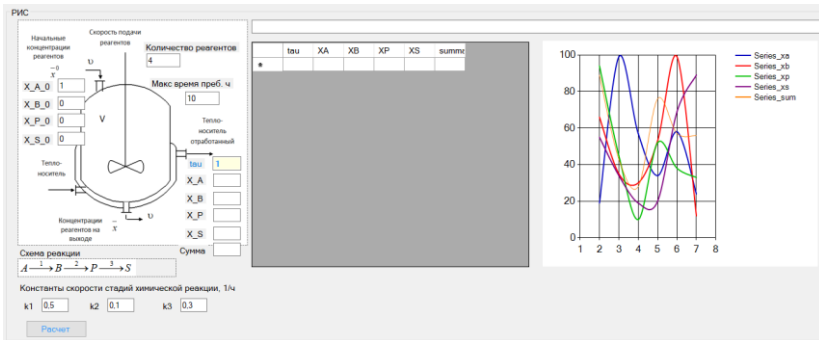 РИС
Начальные
концентрации
реагентов
x̄⁰
Скорость подачи
реагентов
υ
Количество реагентов
4
Макс время преб. ч
10
X_A_0 1
X_B_0 0
X_P_0 0
X_S_0 0
V
Тепло-
носитель
отработанный
Тепло-
носитель
tau 1
X_A
X_B
X_P
X_S
Сумма
Концентрации
реагентов на
выходе
x̄
υ
Схема реакции
A —1→ B —2→ P —3→ S
Константы скорости стадий химической реакции, 1/ч
k1 0,5 k2 0,1 k3 0,3
Расчет
tau XA XB XP XS summa
100
80
60
40
20
0
1 2 3 4 5 6 7 8
Series_xa
Series_xb
Series_xp
Series_xs
Series_sum